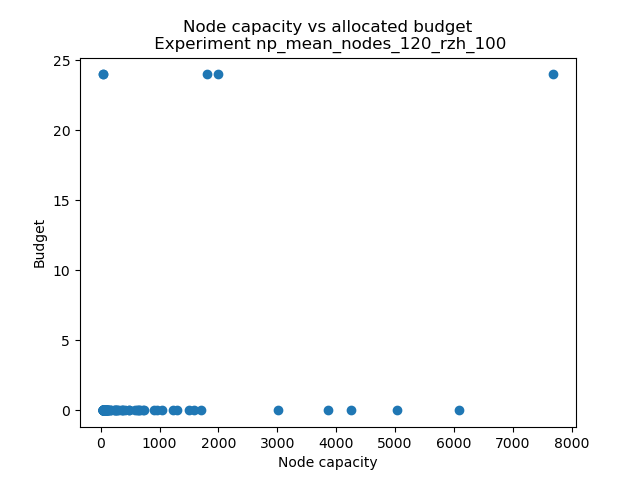 Node capacity vs allocated budget
Experiment np_mean_nodes_120_rzh_100
25
20
15
10
5
0
Budget
0 1000 2000 3000 4000 5000 6000 7000 8000
Node capacity